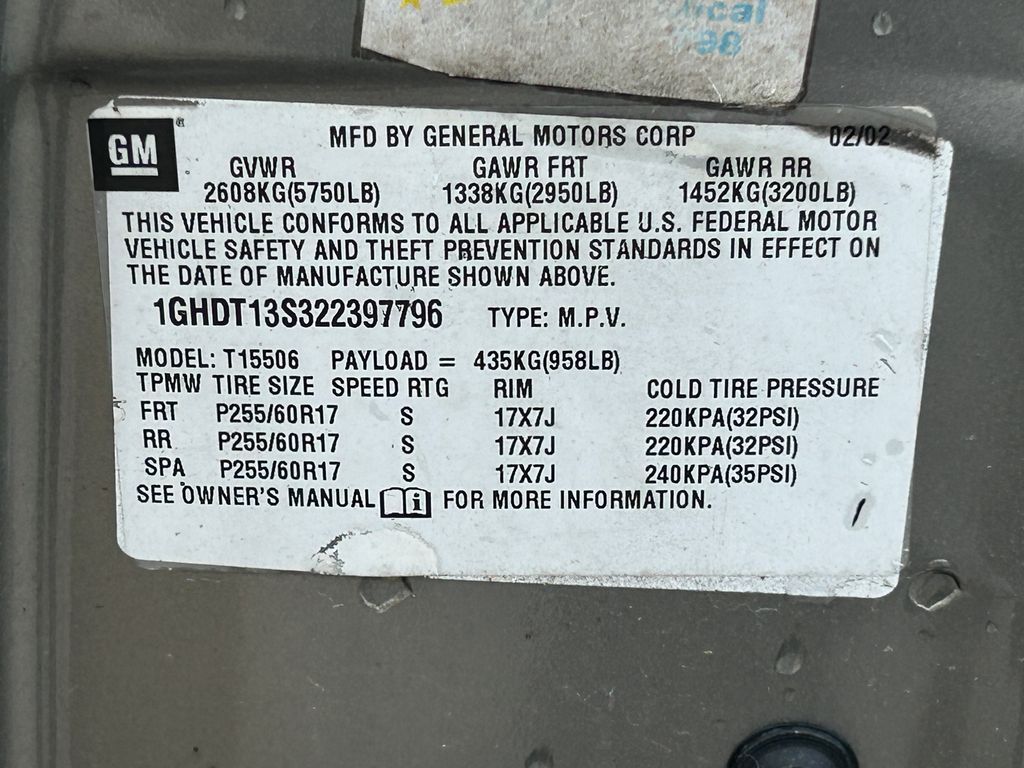 ical
98
GM
MFD BY GENERAL MOTORS CORP 02/02
GVWR GAWR FRT GAWR RR
2608KG(5750LB) 1338KG(2950LB) 1452KG(3200LB)
THIS VEHICLE CONFORMS TO ALL APPLICABLE U.S. FEDERAL MOTOR
VEHICLE SAFETY AND THEFT PREVENTION STANDARDS IN EFFECT ON
THE DATE OF MANUFACTURE SHOWN ABOVE.
1GHDT13S322397796 TYPE: M.P.V.
MODEL: T15506 PAYLOAD = 435KG(958LB)
TPMW TIRE SIZE SPEED RTG RIM COLD TIRE PRESSURE
FRT P255/60R17 S 17X7J 220KPA(32PSI)
RR P255/60R17 S 17X7J 220KPA(32PSI)
SPA P255/60R17 S 17X7J 240KPA(35PSI)
SEE OWNER'S MANUAL i FOR MORE INFORMATION.